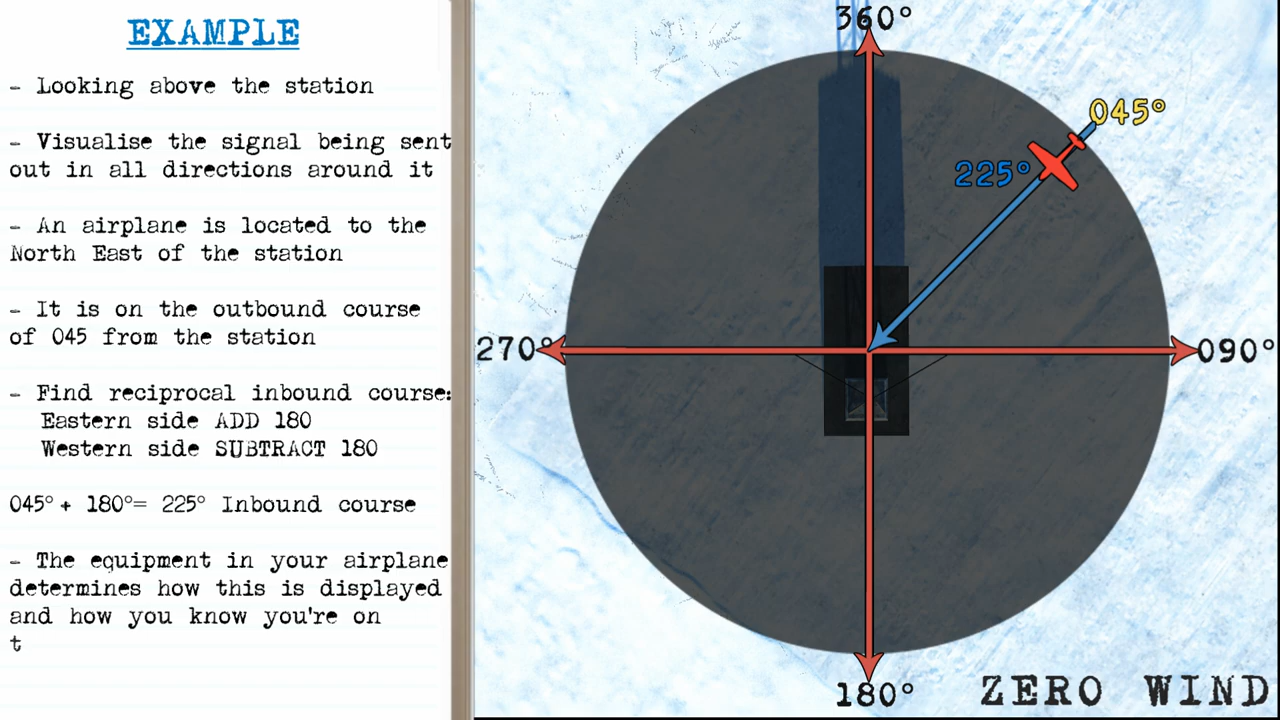 EXAMPLE
- Looking above the station
- Visualise the signal being sent
out in all directions around it
- An airplane is located to the
North East of the station
- It is on the outbound course
of 045 from the station
- Find reciprocal inbound course:
Eastern side ADD 180
Western side SUBTRACT 180
045° + 180°= 225° Inbound course
- The equipment in your airplane
determines how this is displayed
and how you know you're on
t
360°
045°
225°
270°
090°
180°
ZERO WIND